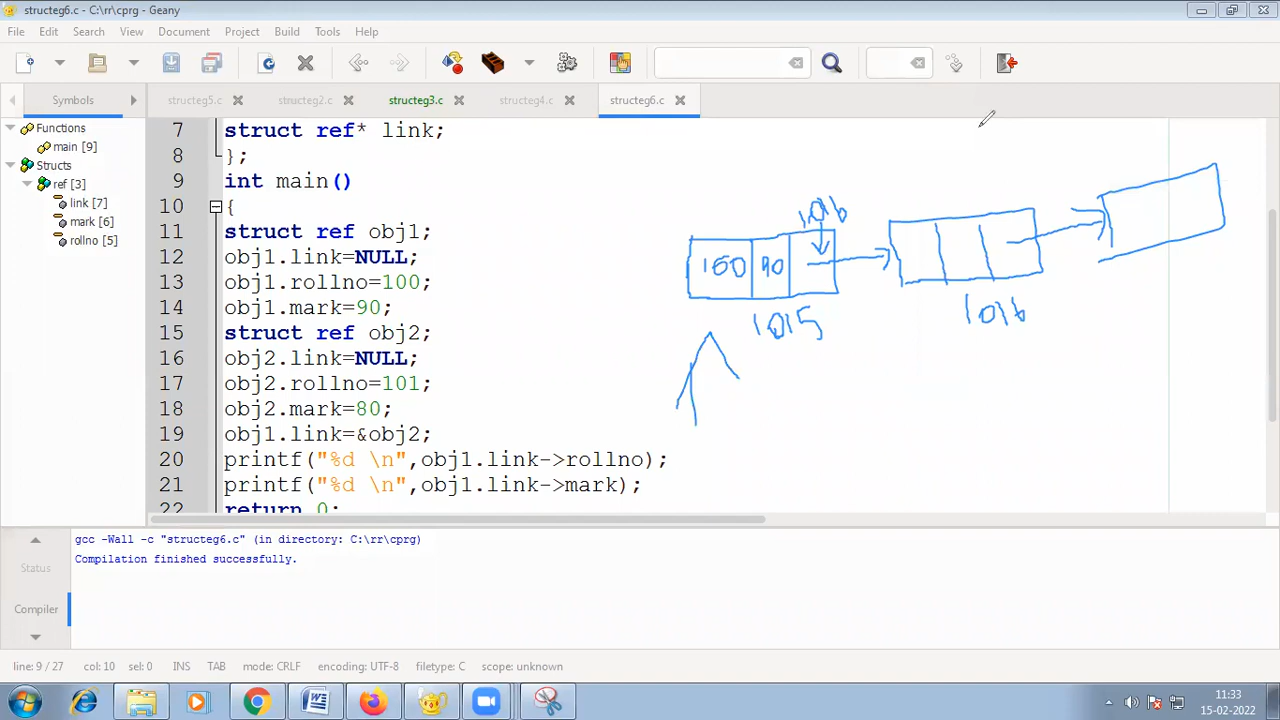 structeg6.c - C:\rr\cprg - Geany
File Edit Search View Document Project Build Tools Help
Symbols structeg5.c structeg2.c structeg3.c structeg4.c structeg6.c
Functions
main [9]
Structs
ref [3]
link [7]
mark [6]
rollno [5]
7 struct ref* link;
8 };
9 int main()
10 {
11 struct ref obj1;
12 obj1.link=NULL;
13 obj1.rollno=100;
14 obj1.mark=90;
15 struct ref obj2;
16 obj2.link=NULL;
17 obj2.rollno=101;
18 obj2.mark=80;
19 obj1.link=&obj2;
20 printf("%d \n",obj1.link->rollno);
21 printf("%d \n",obj1.link->mark);
22 return 0;
1016
100 90
1015
1016
Status
Compiler
gcc -Wall -c "structeg6.c" (in directory: C:\rr\cprg)
Compilation finished successfully.
line: 9 / 27 col: 10 sel: 0 INS TAB mode: CRLF encoding: UTF-8 filetype: C scope: unknown
11:33
15-02-2022